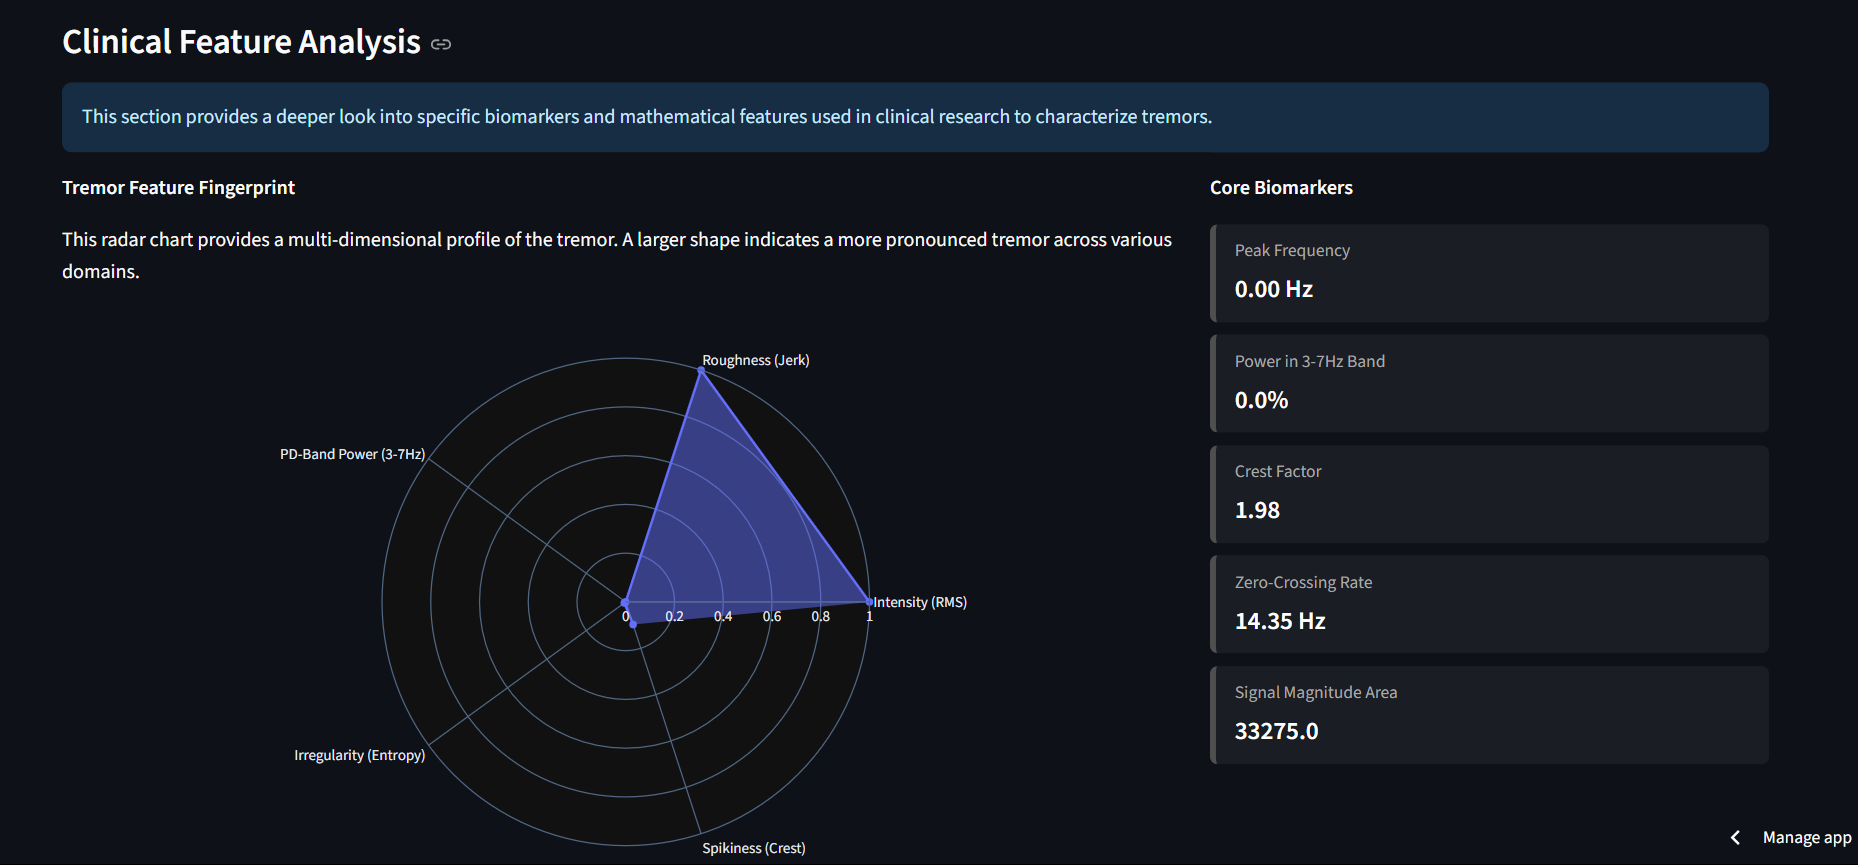 Clinical Feature Analysis
This section provides a deeper look into specific biomarkers and mathematical features used in clinical research to characterize tremors.
Tremor Feature Fingerprint
This radar chart provides a multi-dimensional profile of the tremor. A larger shape indicates a more pronounced tremor across various
domains.
Roughness (Jerk)
PD-Band Power (3-7Hz)
Intensity (RMS)
0 0.2 0.4 0.6 0.8 1
Irregularity (Entropy)
Spikiness (Crest)
Core Biomarkers
Peak Frequency
0.00 Hz
Power in 3-7Hz Band
0.0%
Crest Factor
1.98
Zero-Crossing Rate
14.35 Hz
Signal Magnitude Area
33275.0
Manage app